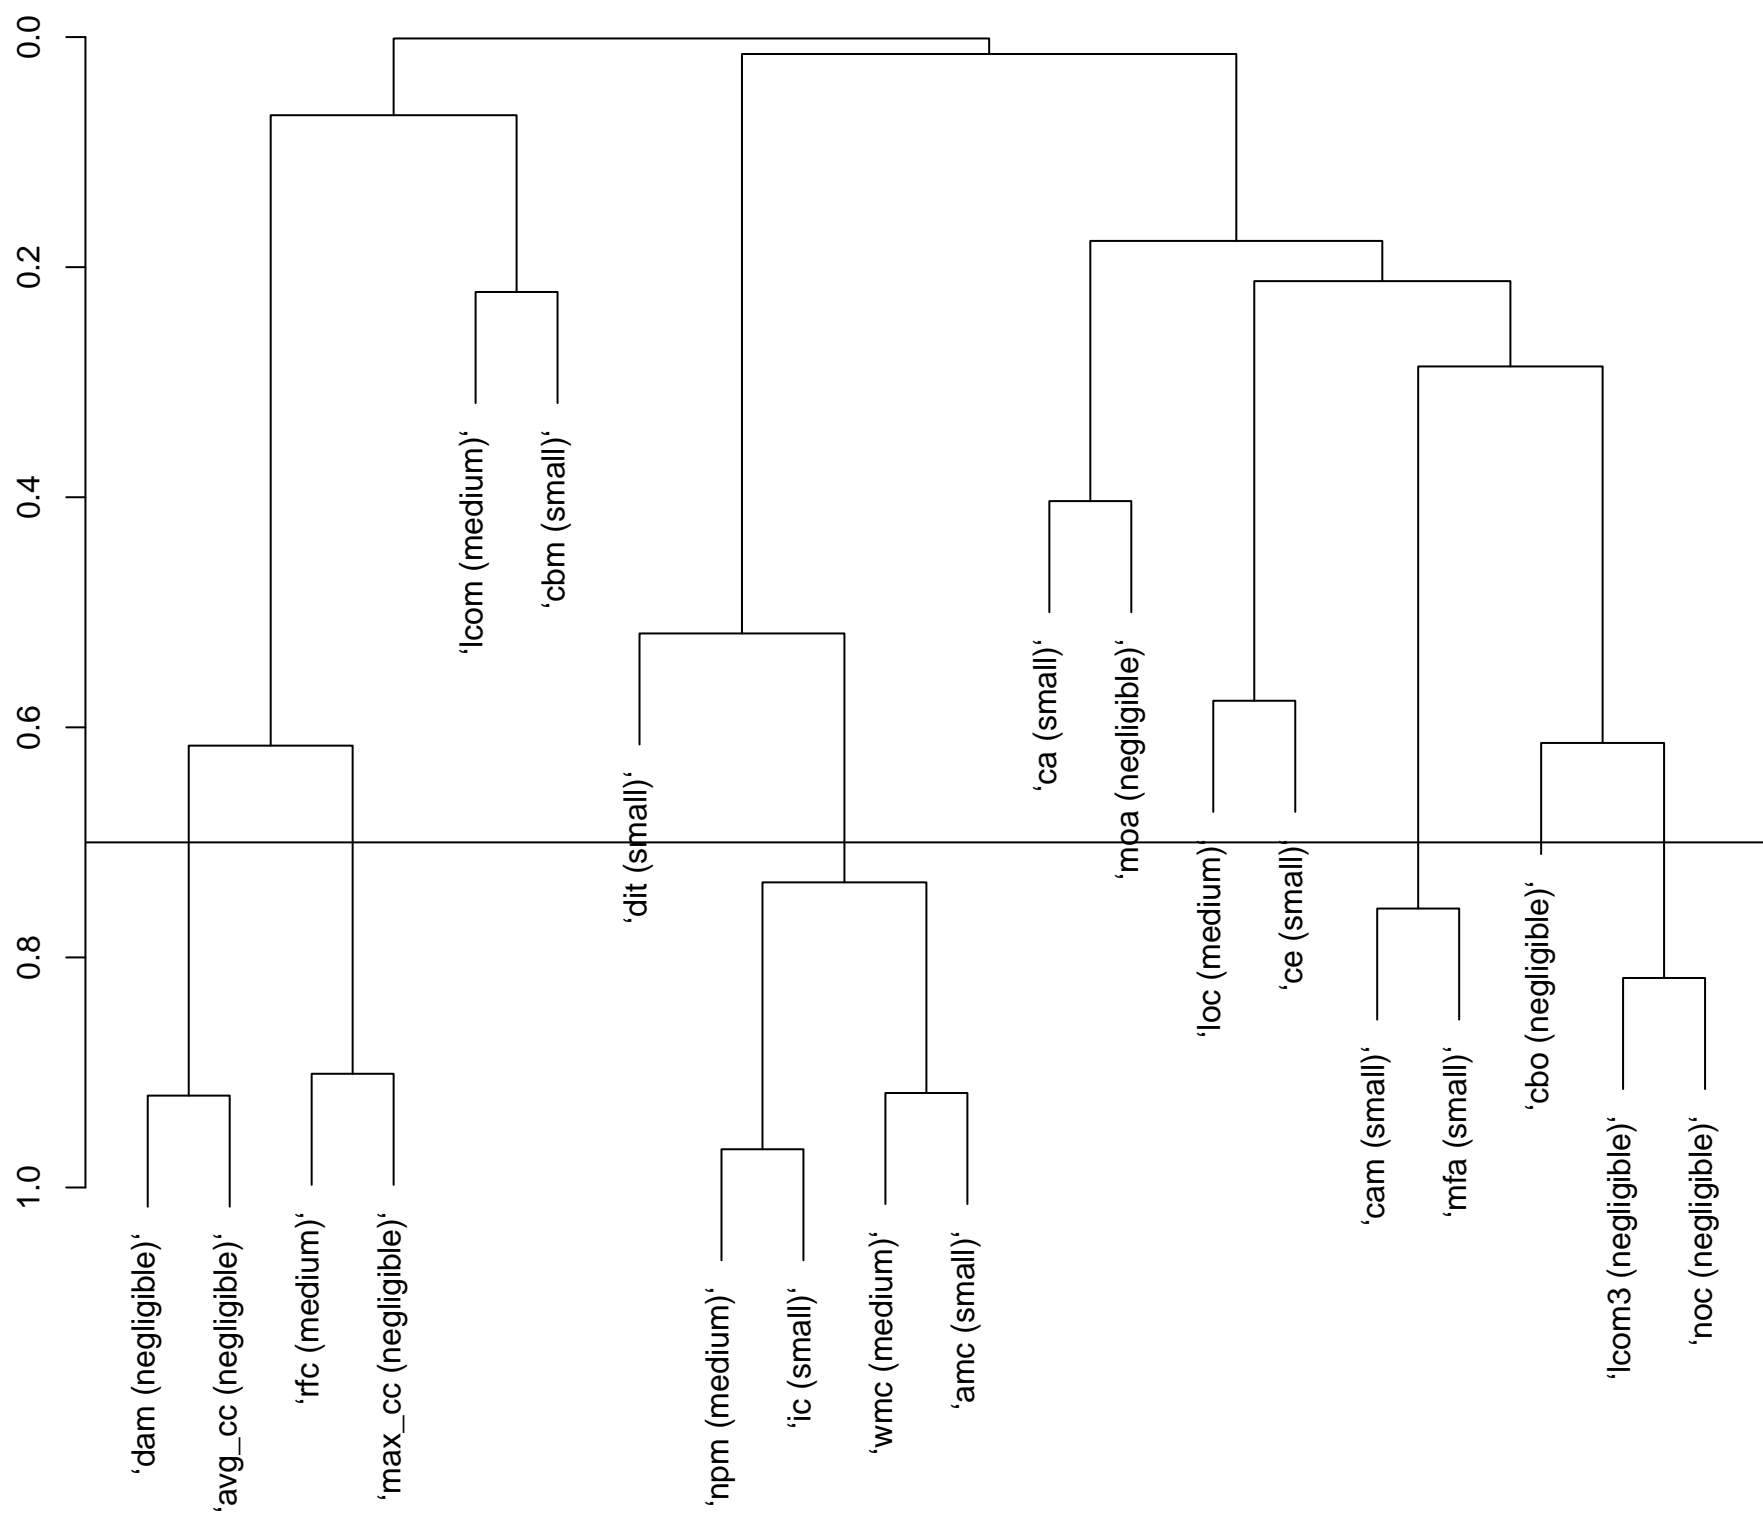 0.0
0.2
0.4
0.6
0.8
1.0
‘dam (negligible)‘
‘avg_cc (negligible)‘
‘rfc (medium)‘
‘max_cc (negligible)‘
‘lcom (medium)‘
‘cbm (small)‘
‘dit (small)‘
‘npm (medium)‘
‘ic (small)‘
‘wmc (medium)‘
‘amc (small)‘
‘ca (small)‘
‘moa (negligible)‘
‘loc (medium)‘
‘ce (small)‘
‘cam (small)‘
‘mfa (small)‘
‘cbo (negligible)‘
‘lcom3 (negligible)‘
‘noc (negligible)‘